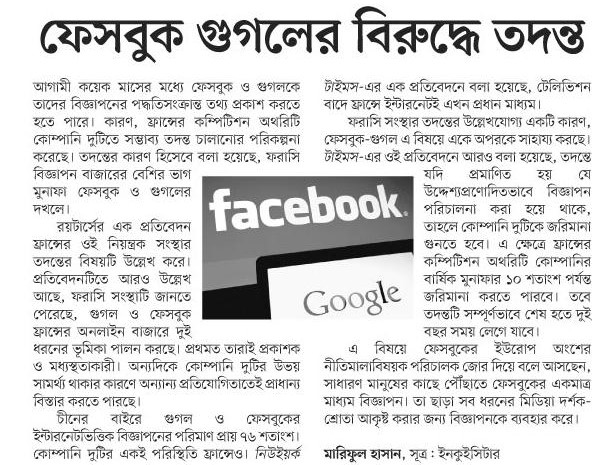 ফেসবুক গুগলের বিরুদ্ধে তদন্ত
আগামী কয়েক মাসের মধ্যে ফেসবুক ও গুগলকে
তাদের বিজ্ঞাপনের পদ্ধতিসংক্রান্ত তথ্য প্রকাশ করতে
হতে পারে। কারণ, ফ্রান্সের কম্পিটিশন অথরিটি
কোম্পানি দুটিতে সম্ভাব্য তদন্ত চালানোর পরিকল্পনা
করেছে। তদন্তের কারণ হিসেবে বলা হয়েছে, ফরাসি
বিজ্ঞাপন বাজারের বেশির ভাগ
মুনাফা ফেসবুক ও গুগলের
দখলে।
রয়টার্সের এক প্রতিবেদন
ফ্রান্সের ওই নিয়ন্ত্রক সংস্থার
তদন্তের বিষয়টি উল্লেখ করে।
প্রতিবেদনটিতে আরও উল্লেখ
আছে, ফরাসি সংস্থাটি জানতে
পেরেছে, গুগল ও ফেসবুক
ফ্রান্সের অনলাইন বাজারে দুই
ধরনের ভূমিকা পালন করছে। প্রথমত তারাই প্রকাশক
ও মধ্যস্থতাকারী। অন্যদিকে কোম্পানি দুটির উভয়
সামর্থ্য থাকার কারণে অন্যান্য প্রতিযোগিতাতেই প্রাধান্য
বিস্তার করতে পারছে।
চীনের বাইরে গুগল ও ফেসবুকের
ইন্টারনেটভিত্তিক বিজ্ঞাপনের পরিমাণ প্রায় ৭৬ শতাংশ।
কোম্পানি দুটির একই পরিস্থিতি ফ্রান্সেও। নিউইয়র্ক
টাইমস-এর এক প্রতিবেদনে বলা হয়েছে, টেলিভিশন
বাদে ফ্রান্সে ইন্টারনেটই এখন প্রধান মাধ্যম।
ফরাসি সংস্থার তদন্তের উল্লেখযোগ্য একটি কারণ,
ফেসবুক-গুগল এ বিষয়ে একে অপরকে সাহায্য করছে।
টাইমস-এর ওই প্রতিবেদনে আরও বলা হয়েছে, তদন্তে
যদি প্রমাণিত হয় যে
উদ্দেশ্যপ্রণোদিতভাবে বিজ্ঞাপন
পরিচালনা করা হয়ে থাকে,
তাহলে কোম্পানি দুটিকে জরিমানা
গুনতে হবে। এ ক্ষেত্রে ফ্রান্সের
কম্পিটিশন অথরিটি কোম্পানির
বার্ষিক মুনাফার ১০ শতাংশ পর্যন্ত
জরিমানা করতে পারবে। তবে
তদন্তটি সম্পূর্ণভাবে শেষ হতে দুই
বছর সময় লেগে যাবে।
এ বিষয়ে ফেসবুকের ইউরোপ অংশের
নীতিমালাবিষয়ক পরিচালক জোর দিয়ে বলে আসছেন,
সাধারণ মানুষের কাছে পৌঁছাতে ফেসবুকের একমাত্র
মাধ্যম বিজ্ঞাপন। তা ছাড়া সব ধরনের মিডিয়া দর্শক-
শ্রোতা আকৃষ্ট করার জন্য বিজ্ঞাপনকে ব্যবহার করে।
মারিফুল হাসান, সূত্র : ইনকুইসিটার
facebook.
Google